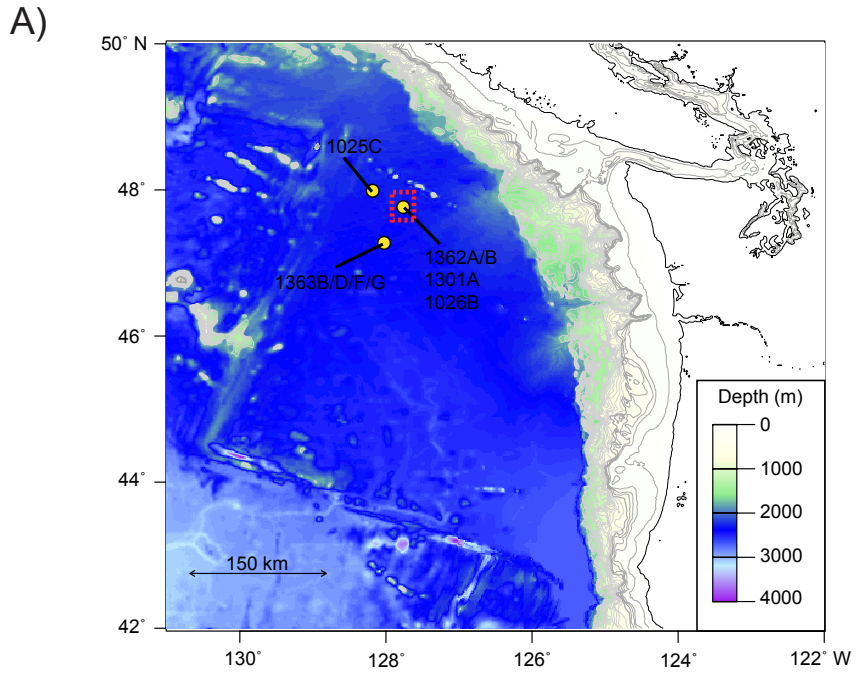 A)
50° N
48°
46°
44°
42°
1025C
1362A/B
1301A
1026B
1363B/D/F/G
150 km
Depth (m)
0
1000
2000
3000
4000
130°
128°
126°
124°
122° W